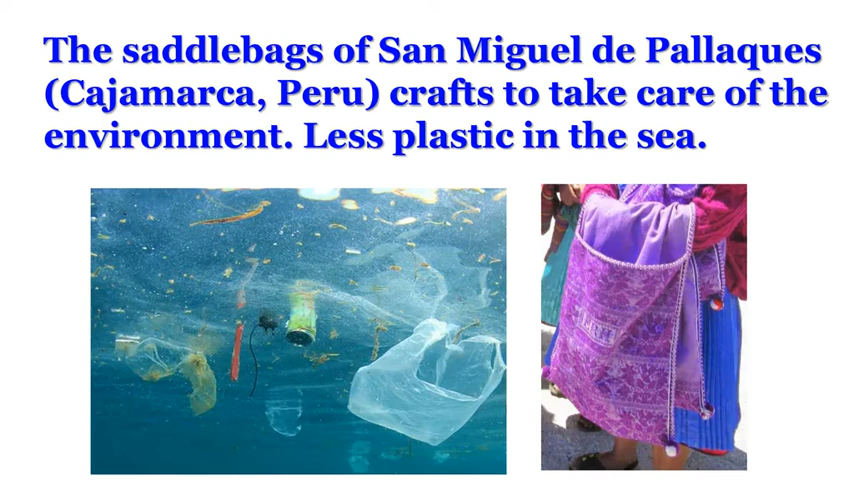 The saddlebags of San Miguel de Pallaques
(Cajamarca, Peru) crafts to take care of the
environment. Less plastic in the sea.